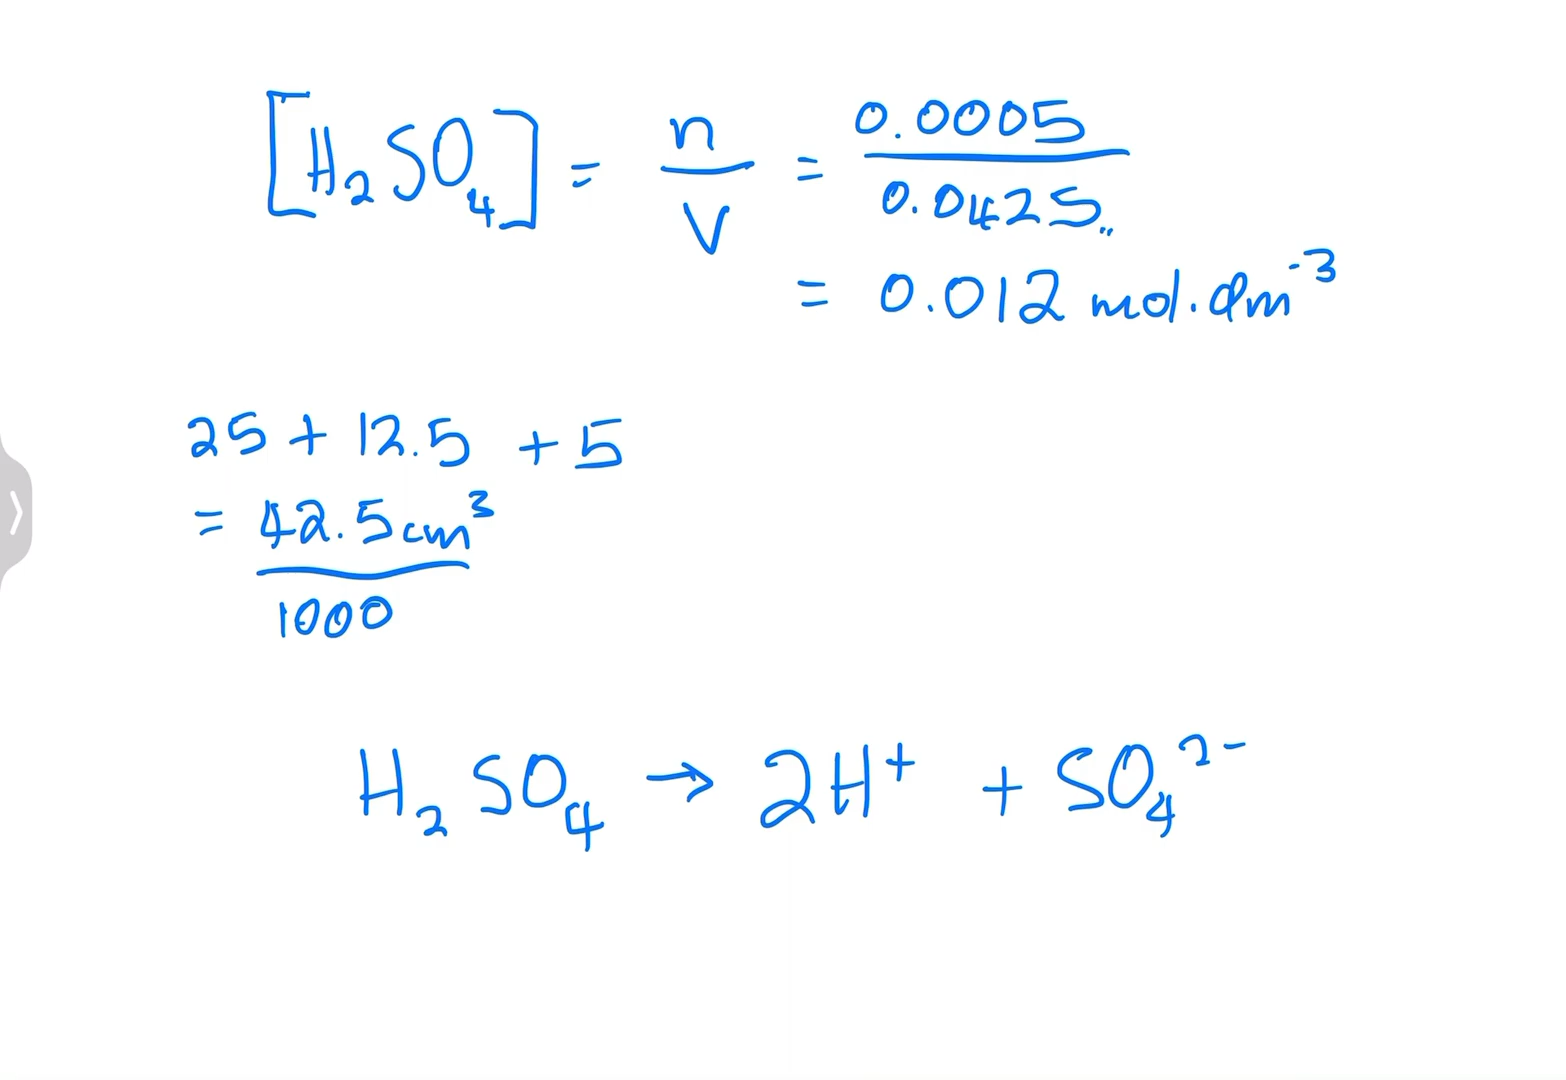 [H₂SO₄] = n/V = 0.0005/0.0425
= 0.012 mol.dm⁻³
25 + 12.5 + 5
= 42.5cm³
1000
H₂SO₄ → 2H⁺ + SO₄²⁻